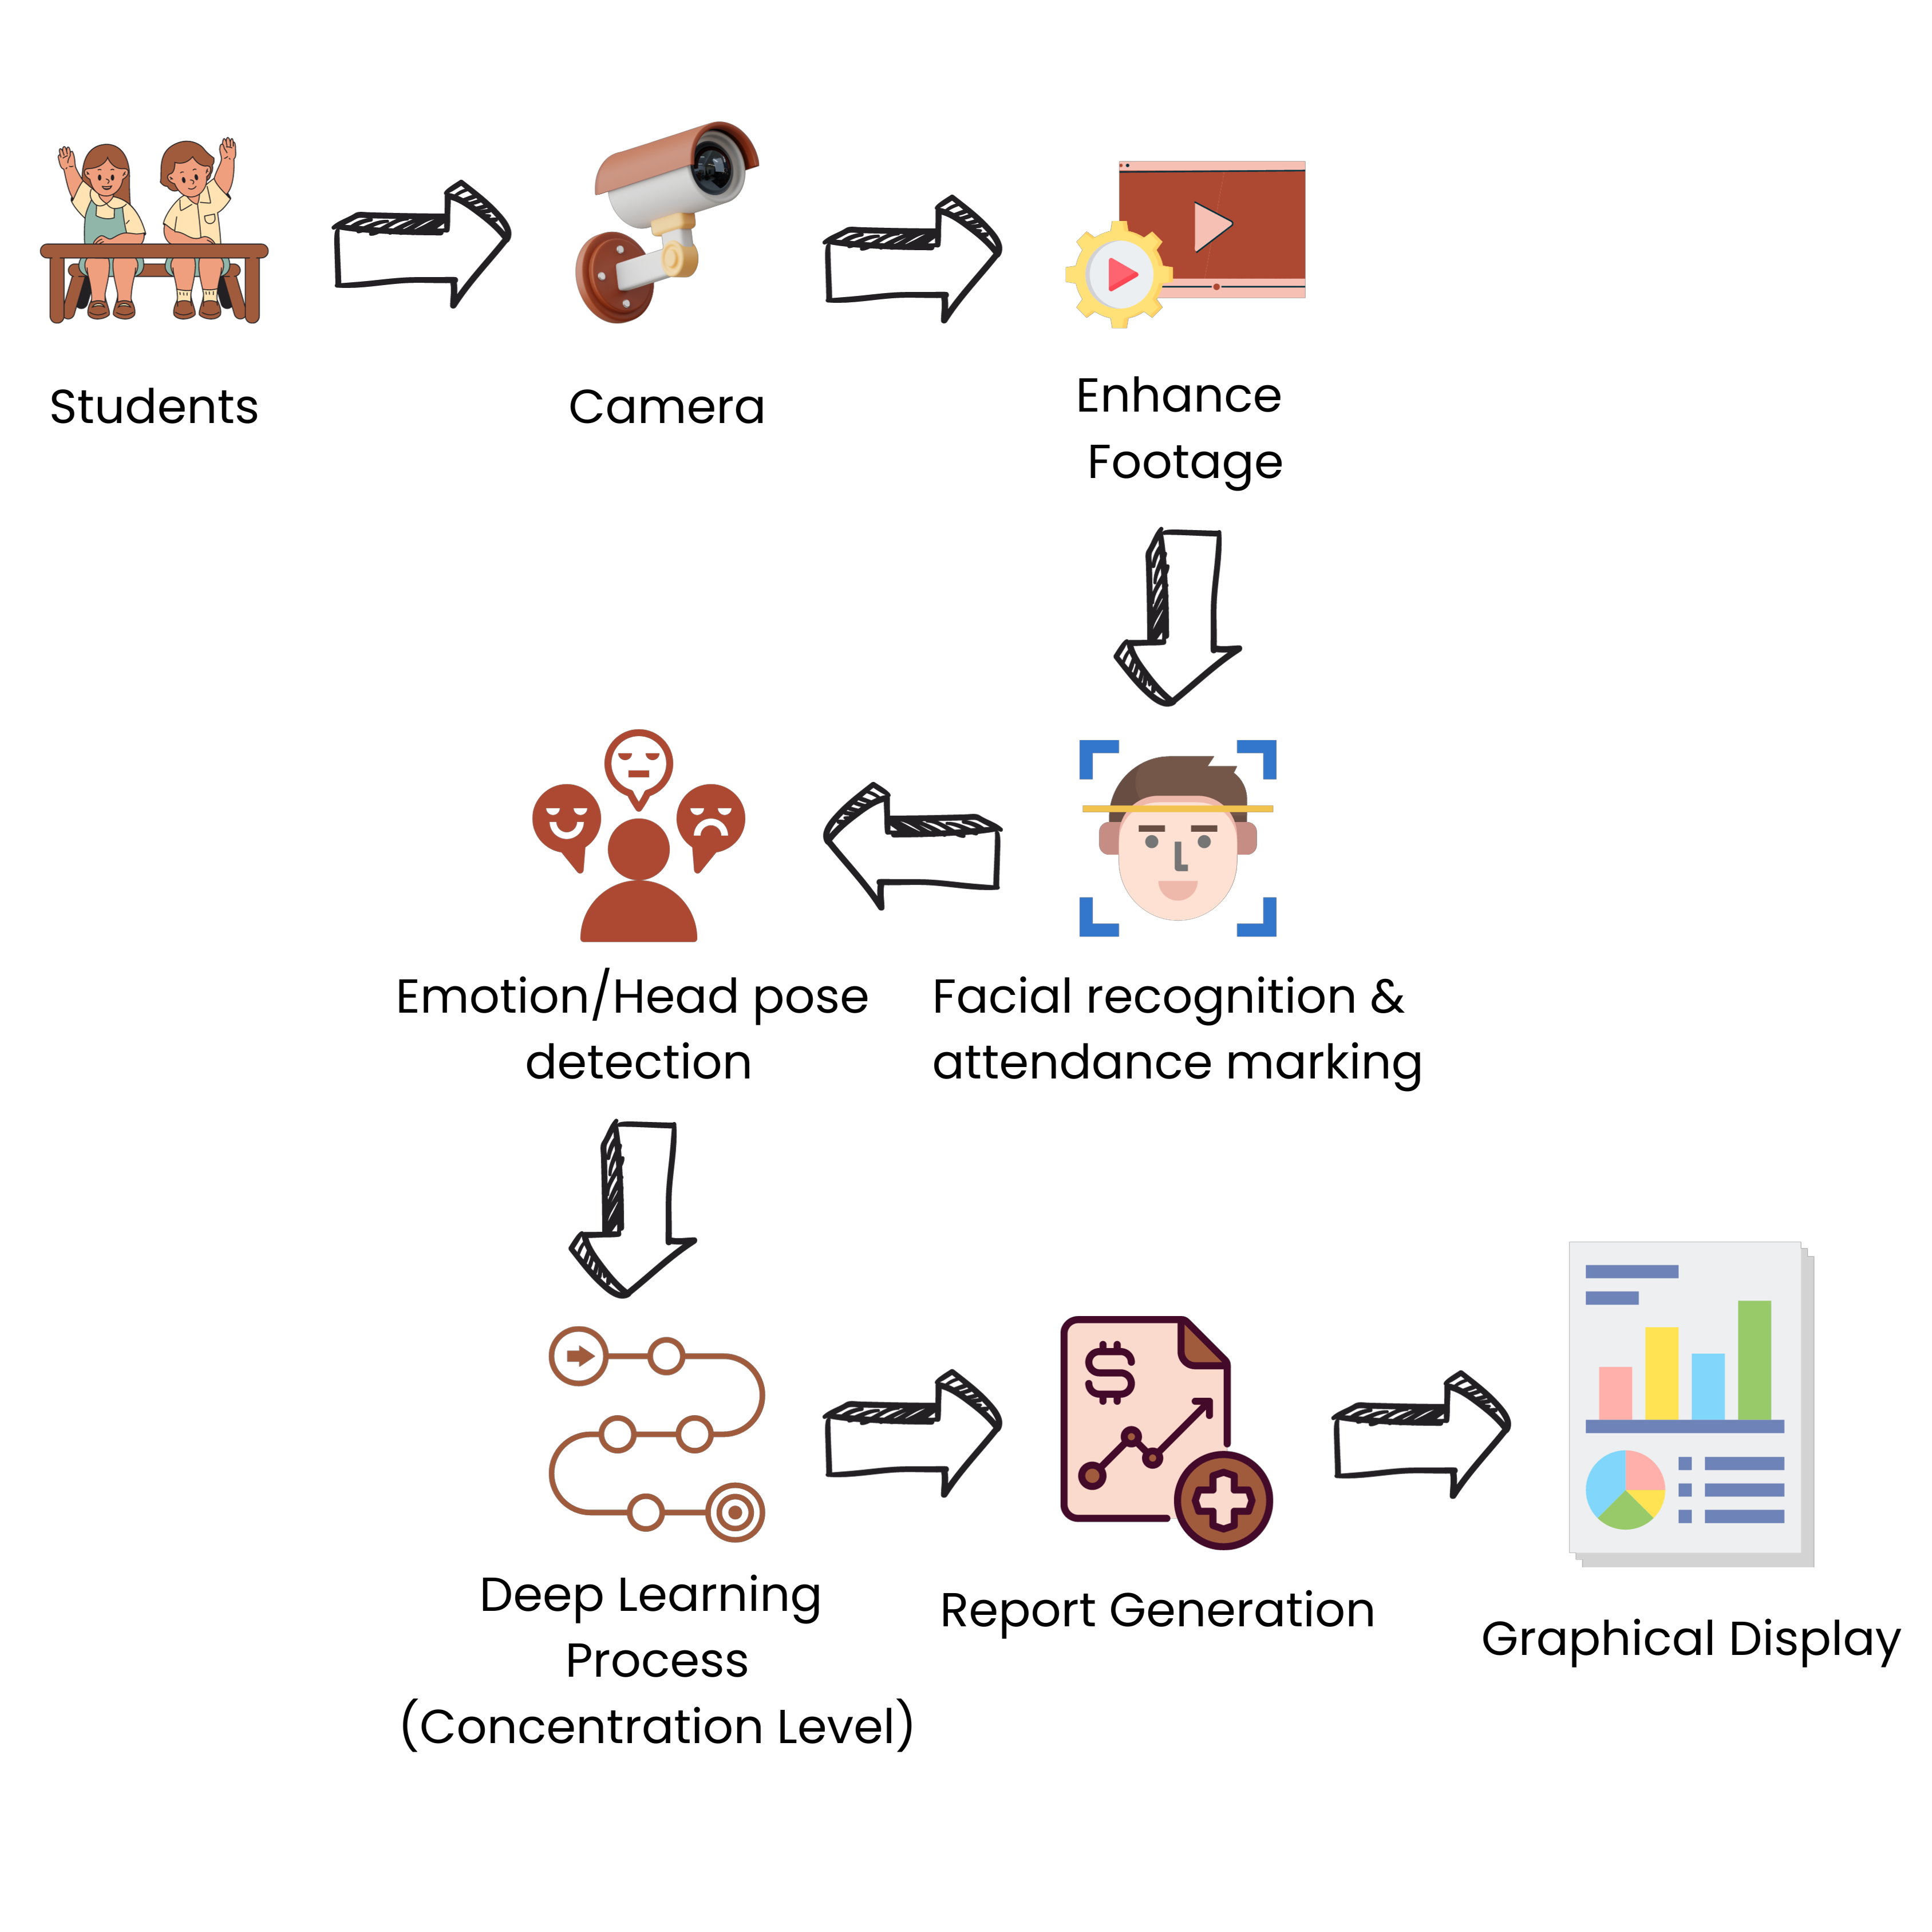 Students
Camera
Enhance
Footage
Emotion/Head pose
detection
Facial recognition &
attendance marking
Deep Learning
Process
(Concentration Level)
$
Report Generation
Graphical Display